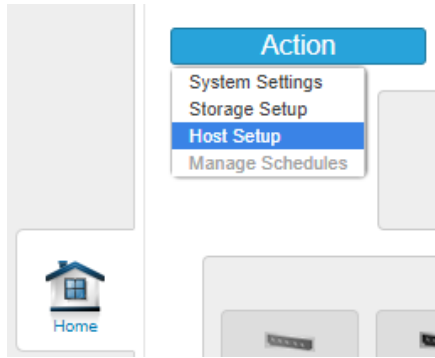 Action
System Settings
Storage Setup
Host Setup
Manage Schedules
Home